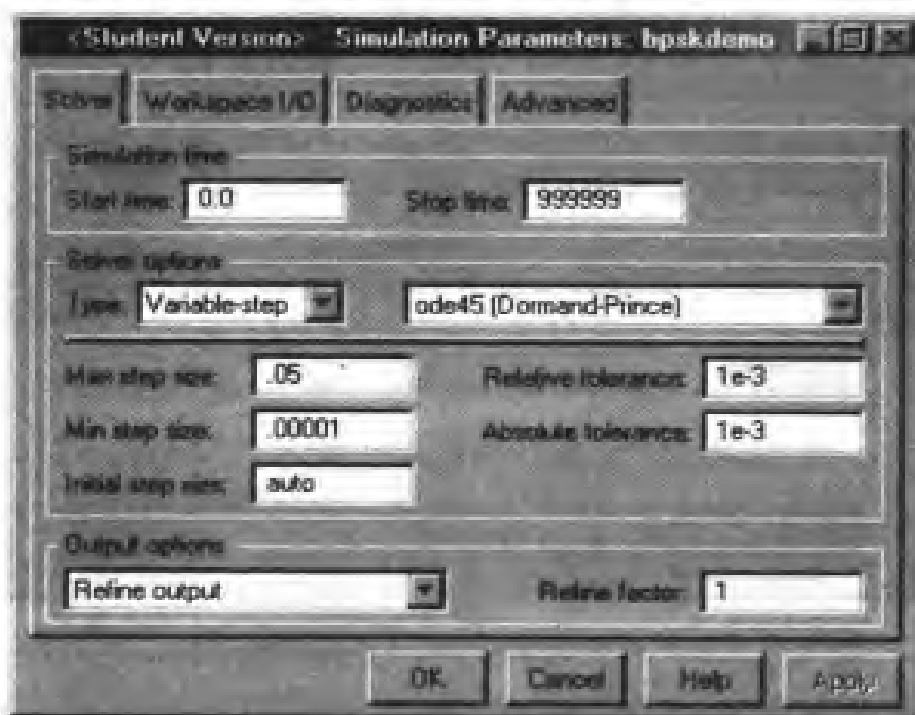 <Student Version> Simulation Parameters: bpskdemo
Solver Workspace I/O Diagnostics Advanced
Simulation time
Start time: 0.0 Stop time: 999999
Solver options
Type: Variable-step ode45 (Dormand-Prince)
Max step size: .05 Relative tolerance: 1e-3
Min step size: .00001 Absolute tolerance: 1e-3
Initial step size: auto
Output options
Refine output Refine factor: 1
OK Cancel Help Apply